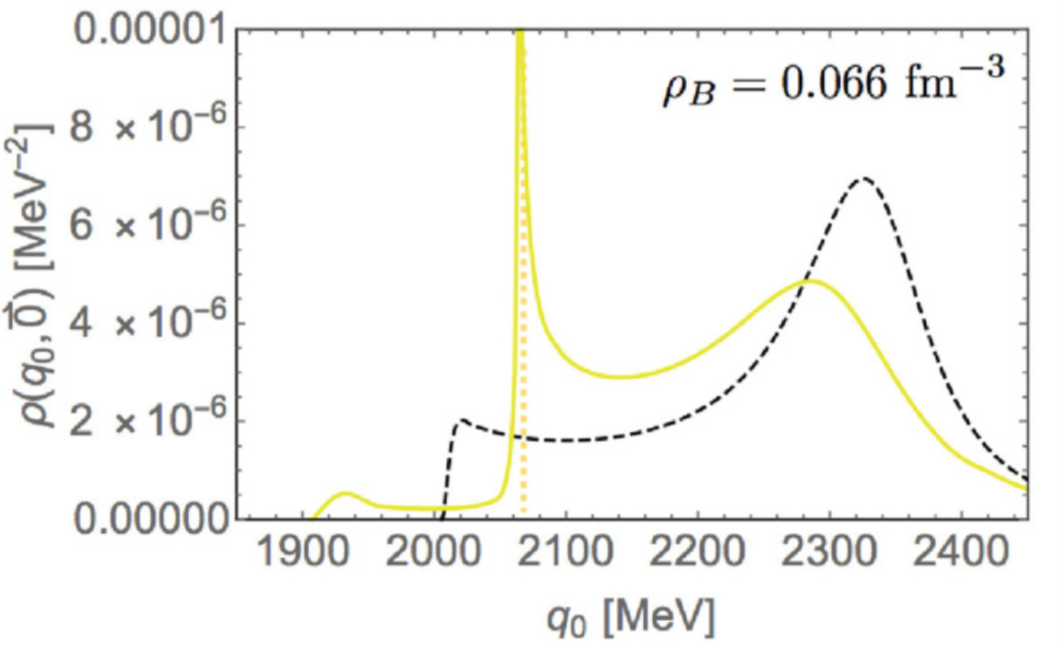 0.00001
8 × 10⁻⁶
6 × 10⁻⁶
4 × 10⁻⁶
2 × 10⁻⁶
0.00000
ρ(q₀, 0⃗) [MeV⁻²]
ρ_B = 0.066 fm⁻³
1900 2000 2100 2200 2300 2400
q₀ [MeV]